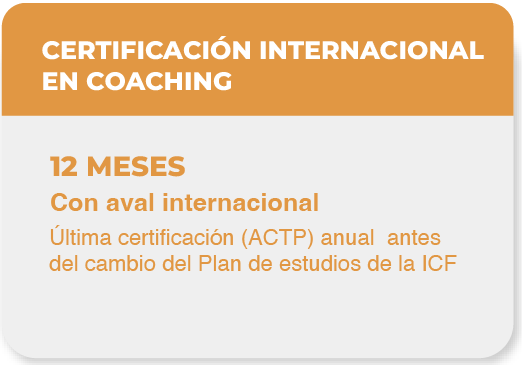 CERTIFICACIÓN INTERNACIONAL
EN COACHING
12 MESES
Con aval internacional
Última certificación (ACTP) anual  antes
del cambio del Plan de estudios de la ICF